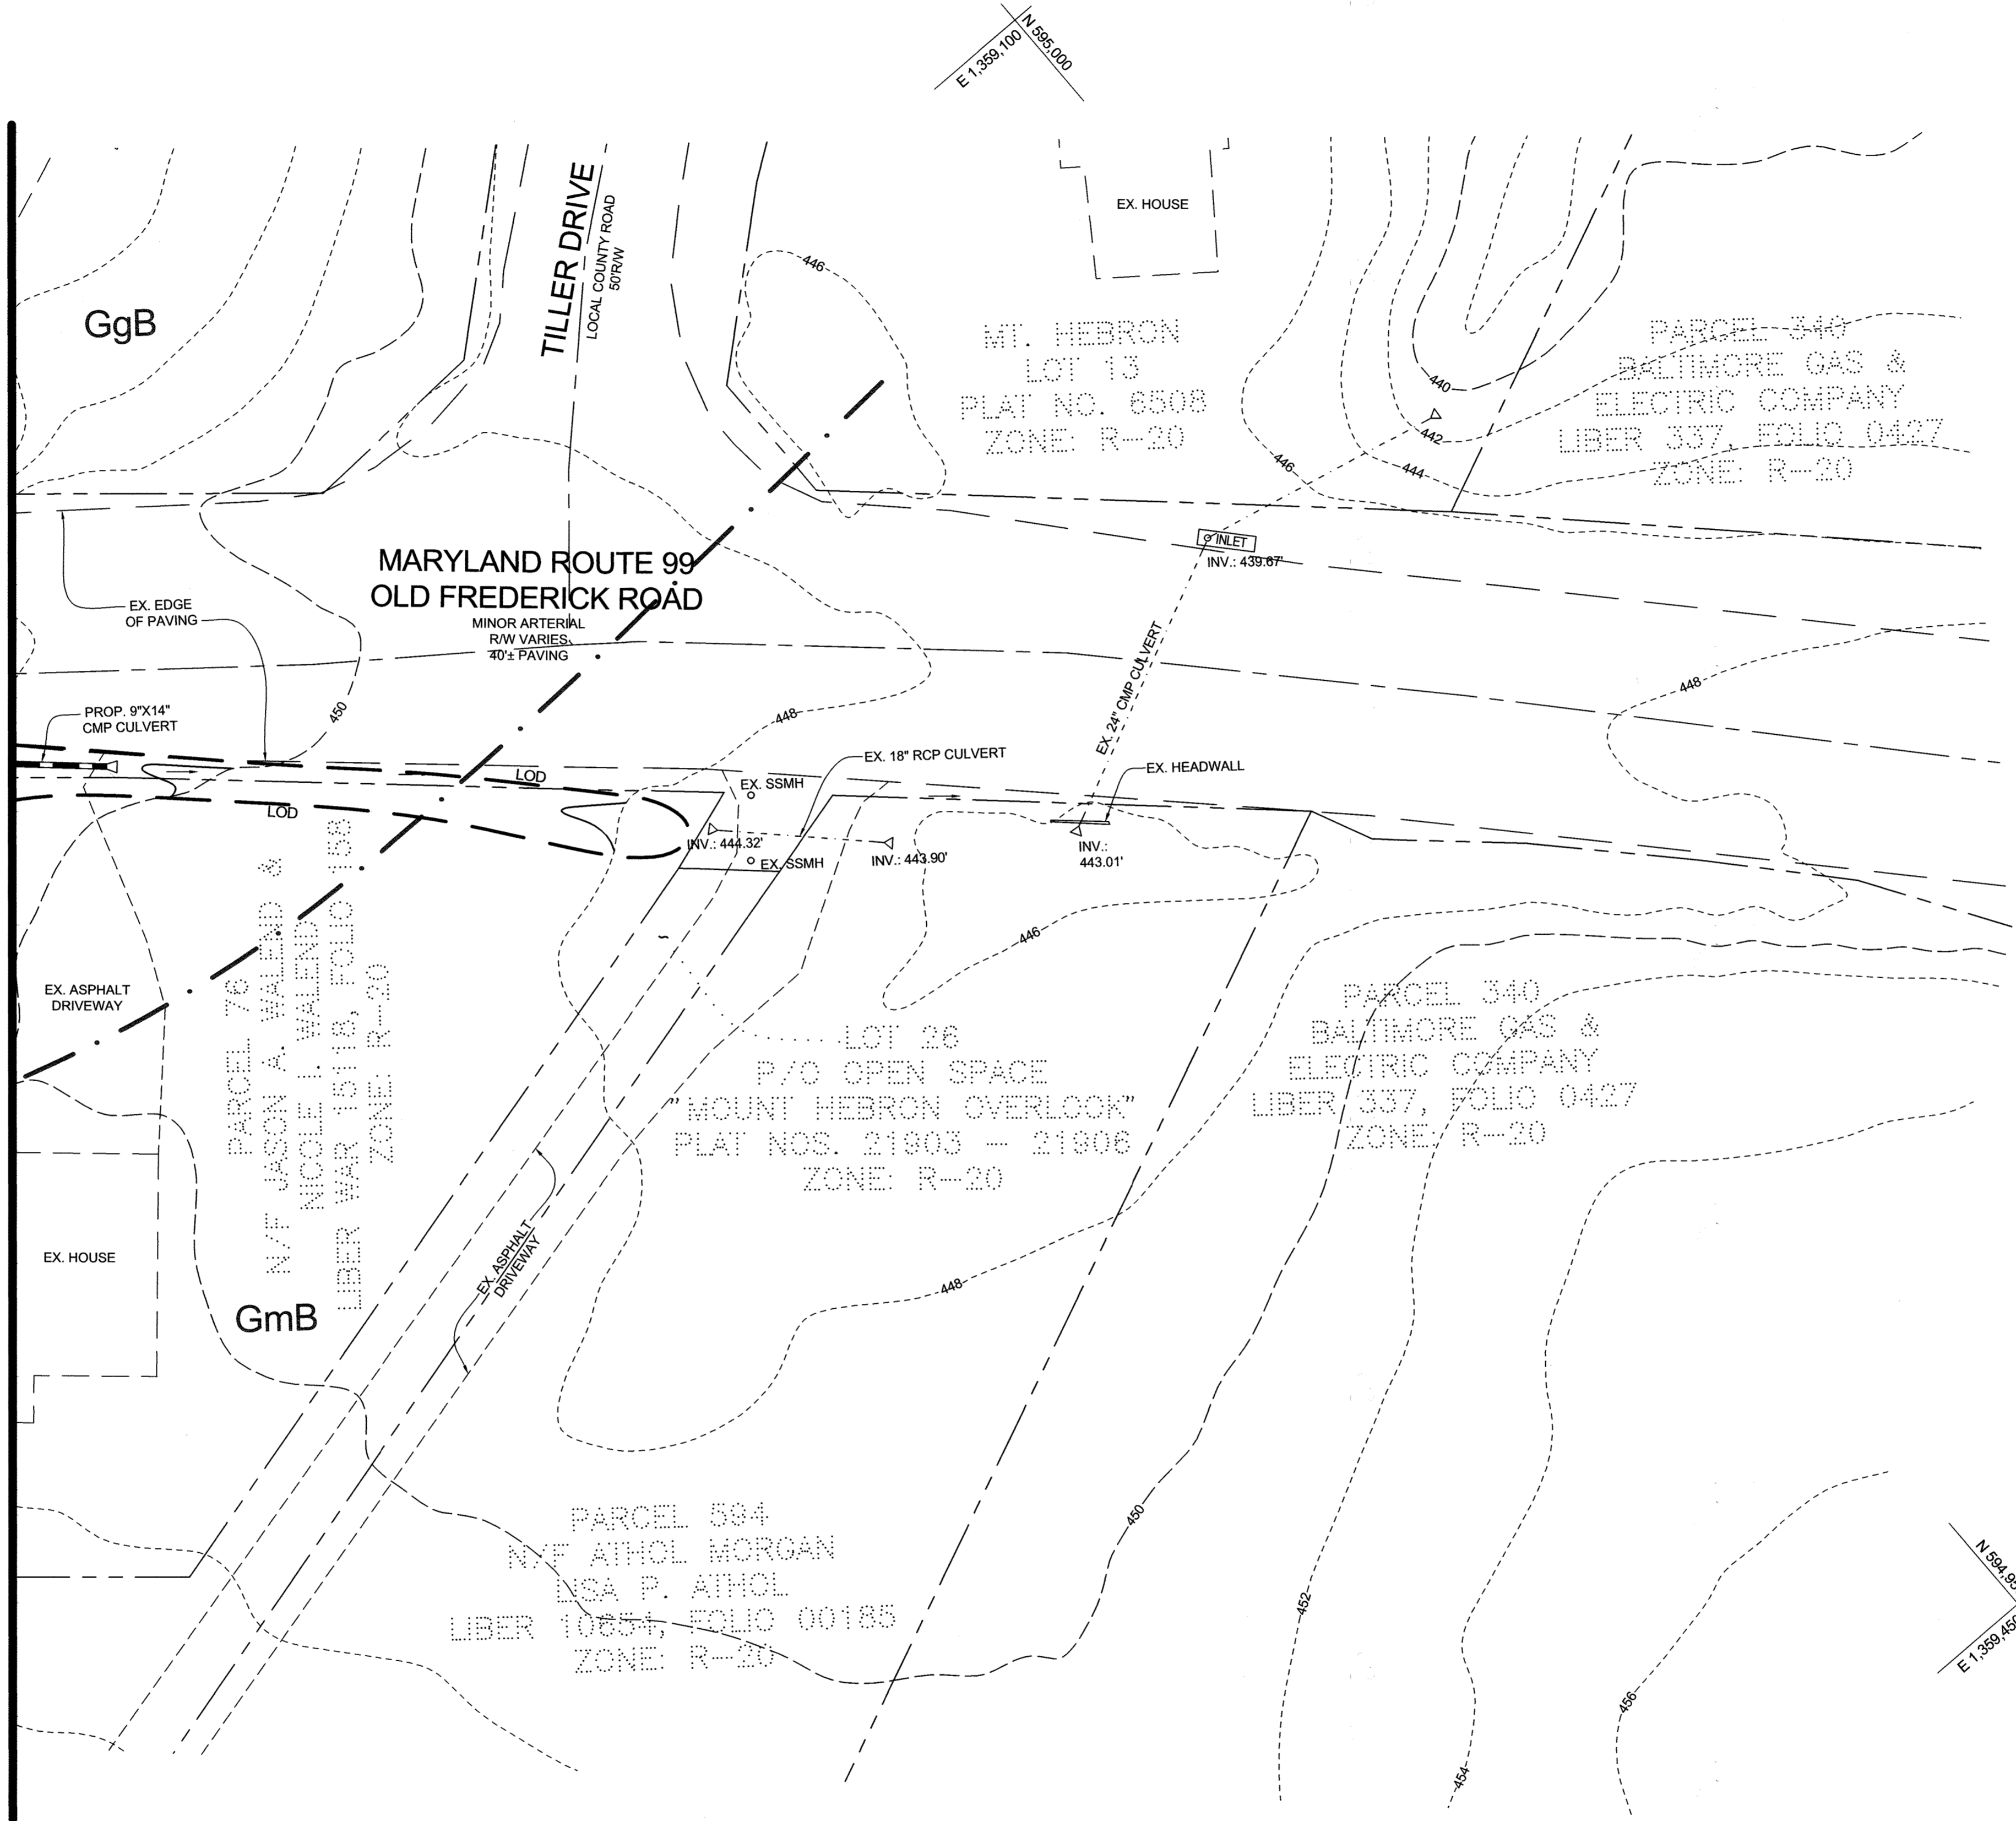 N 595,000
E 1,359,100
EX. HOUSE
TILLER DRIVE
LOCAL COUNTY ROAD
50'R/W
446
GgB
MT. HEBRON
LOT 13
PLAT NO. 6508
ZONE: R-20
PARCEL 340
BALTIMORE GAS &
ELECTRIC COMPANY
LIBER 337, FOLIO 0427
ZONE: R-20
440
442
444
446
INLET
INV.: 439.67'
MARYLAND ROUTE 99
OLD FREDERICK ROAD
MINOR ARTERIAL
R/W VARIES
40'± PAVING
EX. EDGE
OF PAVING
EX. 24" CMP CULVERT
448
450
448
PROP. 9"X14"
CMP CULVERT
EX. 18" RCP CULVERT
EX. HEADWALL
LOD
EX. SSMH
LOD
INV.: 444.32'
EX. SSMH
INV.: 443.90'
INV.:
443.01'
446
PARCEL 76
N/F JASON A. WALEND &
NICOLE I. WALEND
LIBER WAR 15118, FOLIO 158
ZONE: R-20
EX. ASPHALT
DRIVEWAY
LOT 26
P/O OPEN SPACE
"MOUNT HEBRON OVERLOOK"
PLAT NOS. 21903 - 21906
ZONE: R-20
PARCEL 340
BALTIMORE GAS &
ELECTRIC COMPANY
LIBER 337, FOLIO 0427
ZONE: R-20
EX. HOUSE
EX. ASPHALT
DRIVEWAY
448
GmB
PARCEL 594
N/F ATHOL MORGAN
LISA P. ATHOL
LIBER 10654, FOLIO 00185
ZONE: R-20
450
452
454
456
N 594,95
E 1,359,450